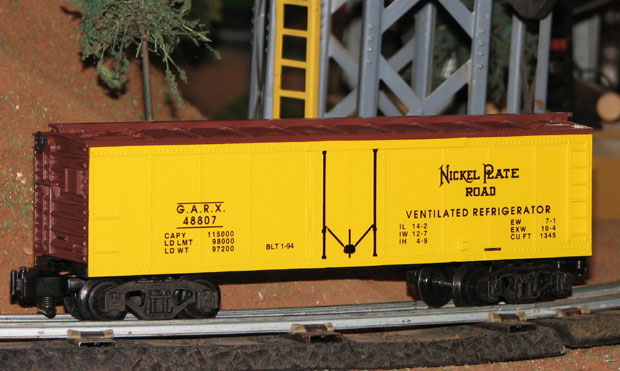 G.A.R.X.
48807
CAPY 115000
LD LMT 98000
LD WT 97200
BLT 1-94
NICKEL PLATE
ROAD
VENTILATED REFRIGERATOR
IL 14-2 EW 7-1
IW 12-7 EXW 10-4
IH 4-9 CU FT 1345